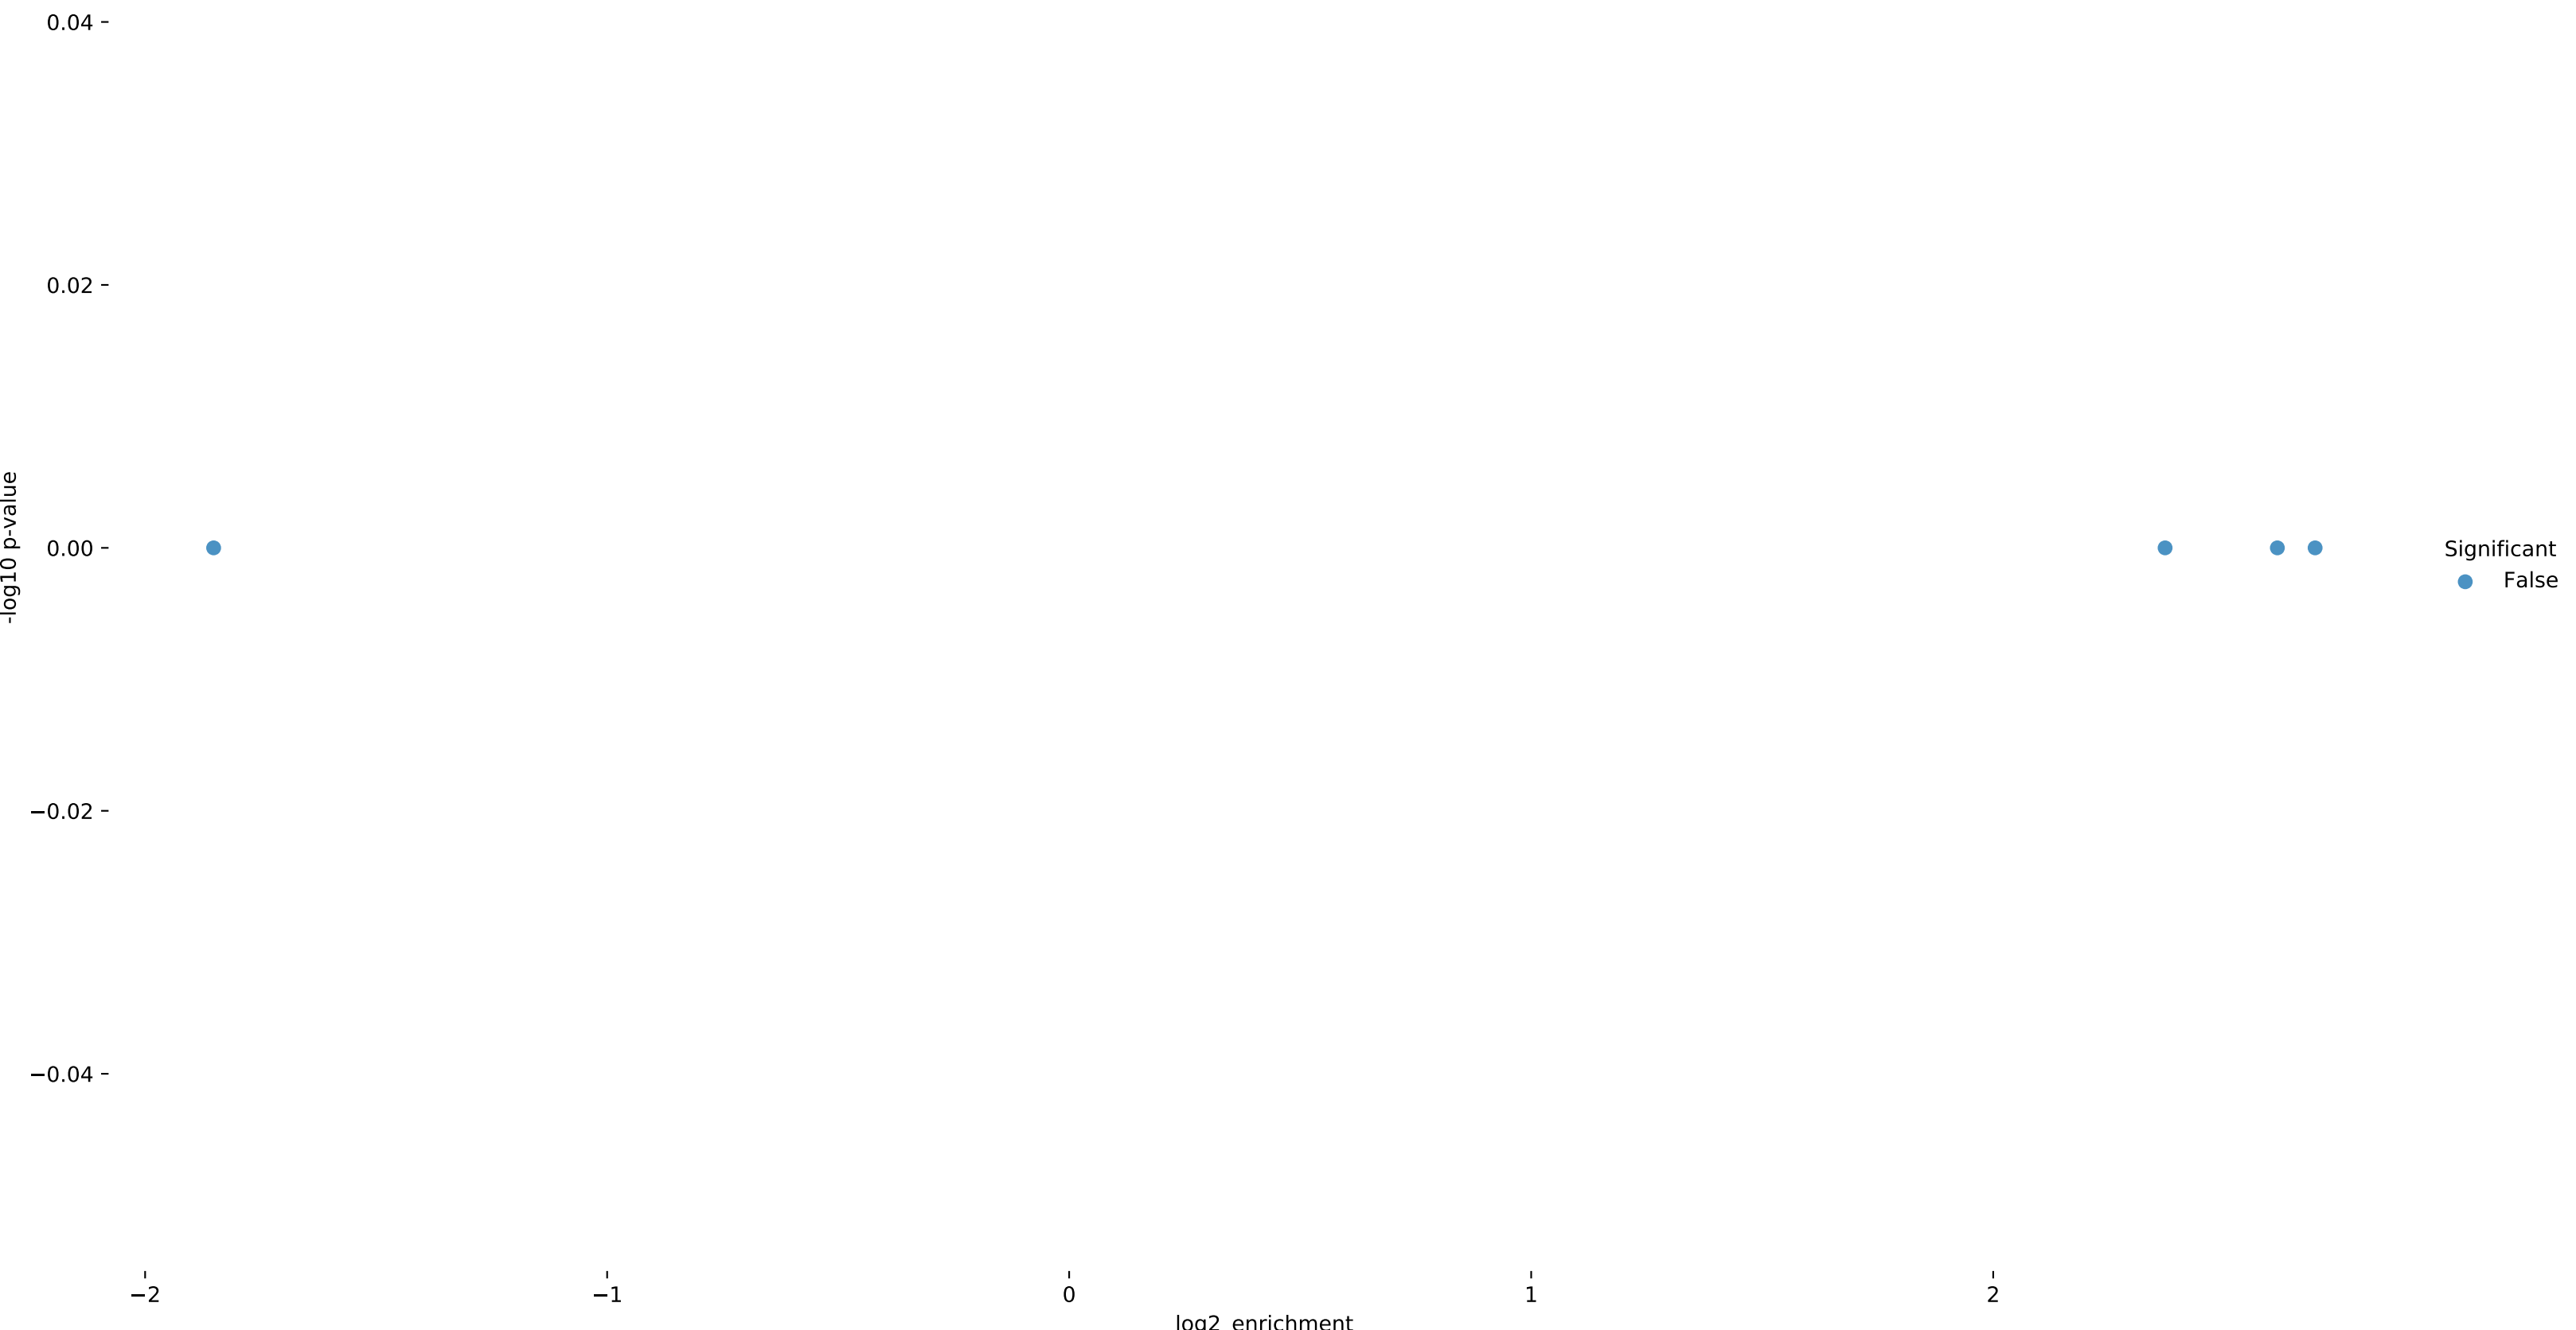 0.04
0.02
0.00
−0.02
−0.04
-log10 p-value
−2
−1
0
1
2
log2_enrichment
Significant
False